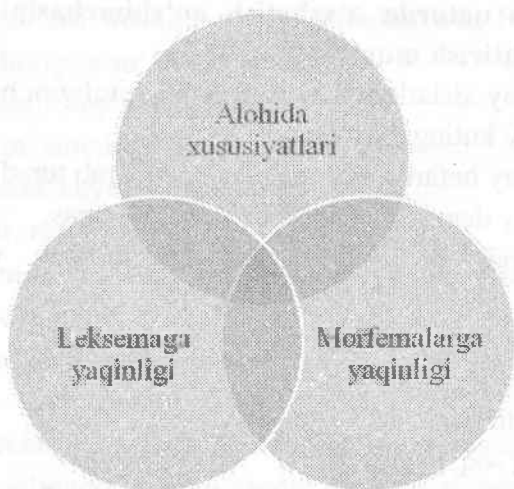 Alohida
xususiyatlari
Leksemaga
yaqinligi
Morfemalarga
yaqinligi